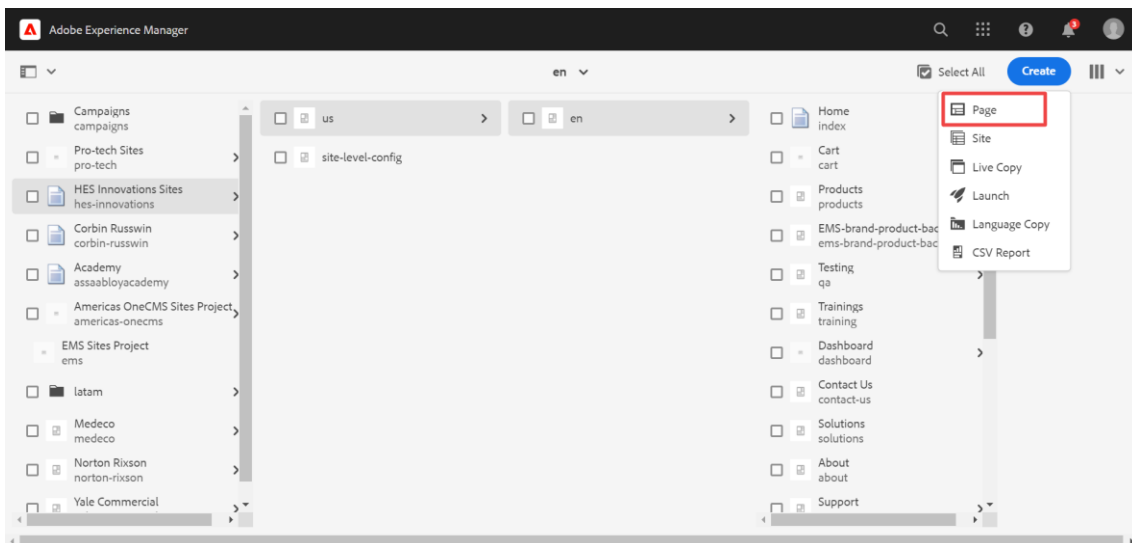 Adobe Experience Manager
3
en
Select All
Create
Campaigns
campaigns
Pro-tech Sites
pro-tech
HES Innovations Sites
hes-innovations
Corbin Russwin
corbin-russwin
Academy
assaabloyacademy
Americas OneCMS Sites Project
americas-onecms
EMS Sites Project
ems
latam
Medeco
medeco
Norton Rixson
norton-rixson
Yale Commercial
us
site-level-config
en
Home
index
Cart
cart
Products
products
EMS-brand-product-bac
ems-brand-product-bac
Testing
qa
Trainings
training
Dashboard
dashboard
Contact Us
contact-us
Solutions
solutions
About
about
Support
Page
Site
Live Copy
Launch
Language Copy
CSV Report